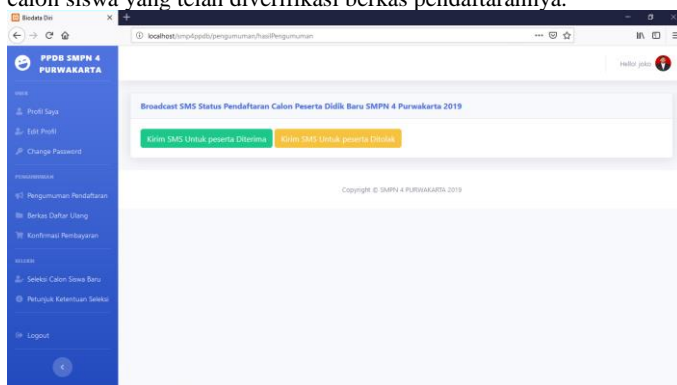 calon siswa yang telah diverifikasi berkas pendaftarannya.
Biodata Diri
localhost/smp4ppdb/pengumuman/hasilPengumuman
PPDB SMPN 4
PURWAKARTA
Hello! joko
Profil Saya
Edit Profil
Change Password
Broadcast SMS Status Pendaftaran Calon Peserta Didik Baru SMPN 4 Purwakarta 2019
Kirim SMS Untuk peserta Diterima
Kirim SMS Untuk peserta Ditolak
PENGUMUMAN
Pengumuman Pendaftaran
Berkas Daftar Ulang
Konfirmasi Pembayaran
Copyright © SMPN 4 PURWAKARTA 2019
SELEKSI
Seleksi Calon Siswa Baru
Petunjuk Ketentuan Seleksi
Logout